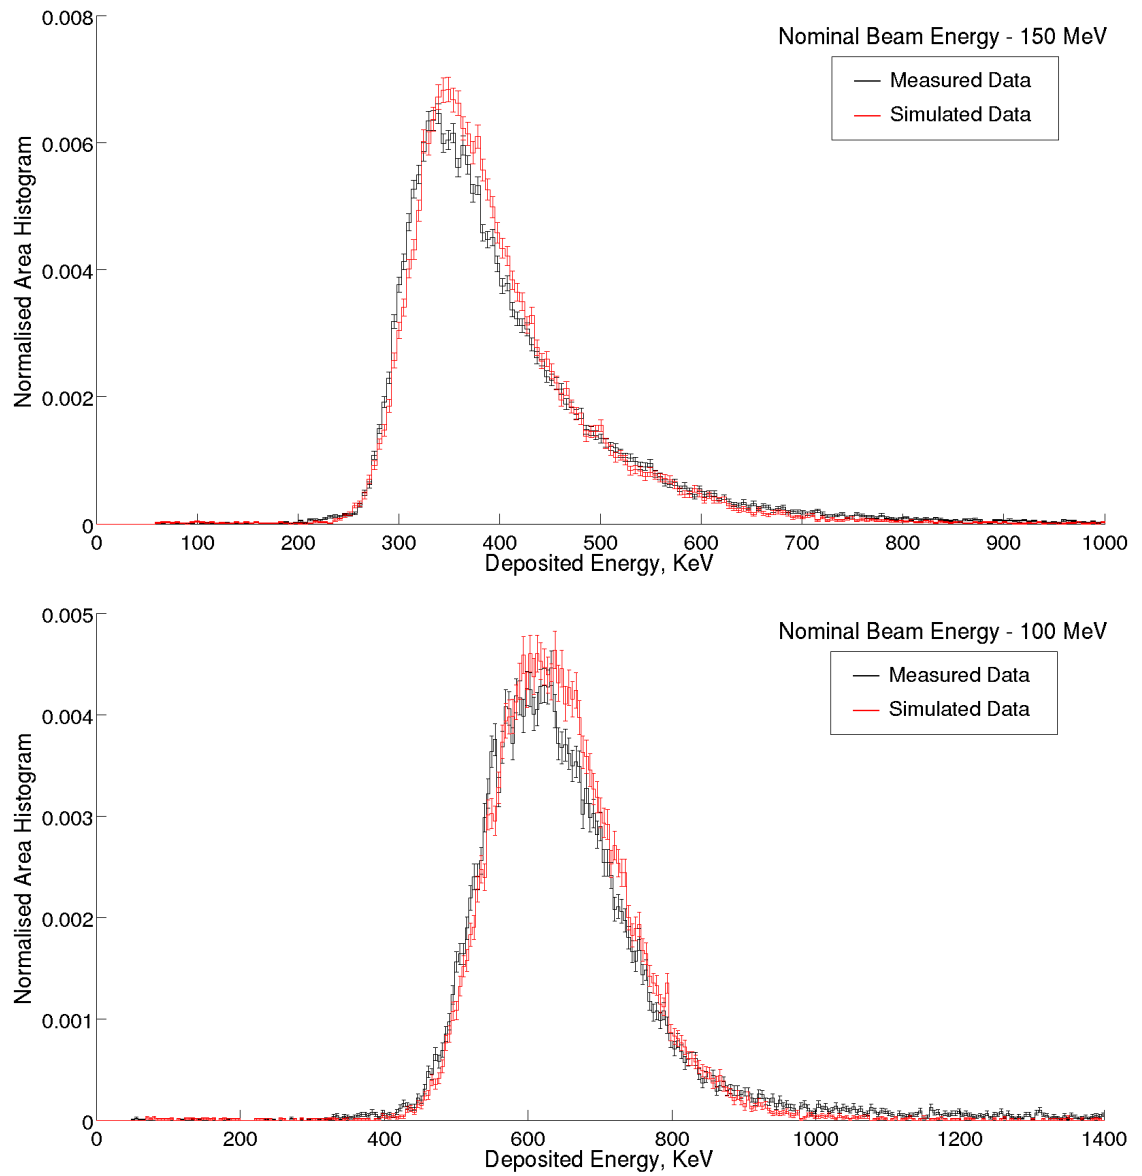 0.008
Nominal Beam Energy - 150 MeV
Measured Data
Simulated Data
0.006
0.004
0.002
0
Normalised Area Histogram
0 100 200 300 400 500 600 700 800 900 1000
Deposited Energy, KeV
0.005
Nominal Beam Energy - 100 MeV
Measured Data
Simulated Data
0.004
0.003
0.002
0.001
0
Normalised Area Histogram
0 200 400 600 800 1000 1200 1400
Deposited Energy, KeV